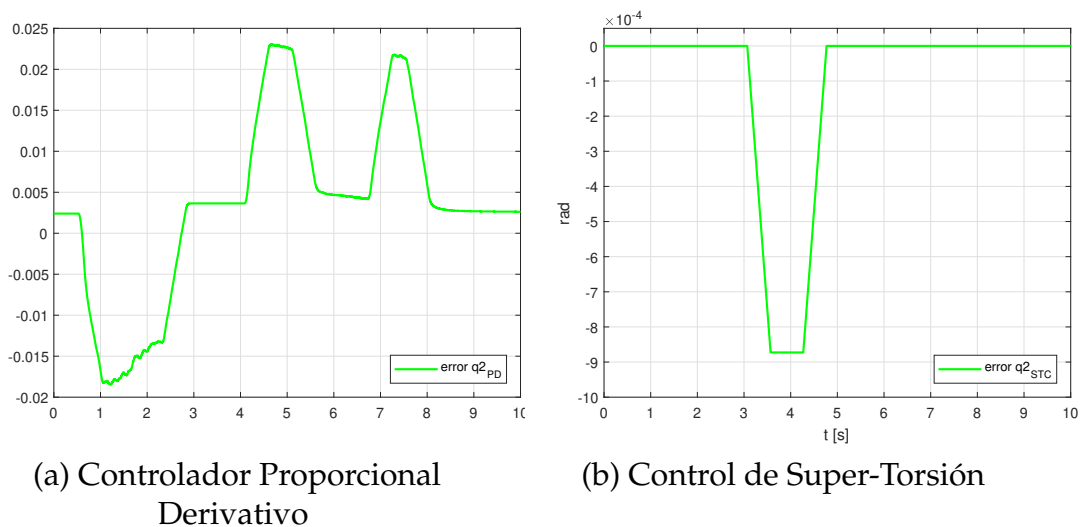 0.025
0.02
0.015
0.01
0.005
0
-0.005
-0.01
-0.015
-0.02
0 1 2 3 4 5 6 7 8 9 10
error q2PD
×10-4
0
-1
-2
-3
-4
-5
-6
-7
-8
-9
-10
rad
0 1 2 3 4 5 6 7 8 9 10
t [s]
error q2STC
(a) Controlador Proporcional
Derivativo
(b) Control de Super-Torsión